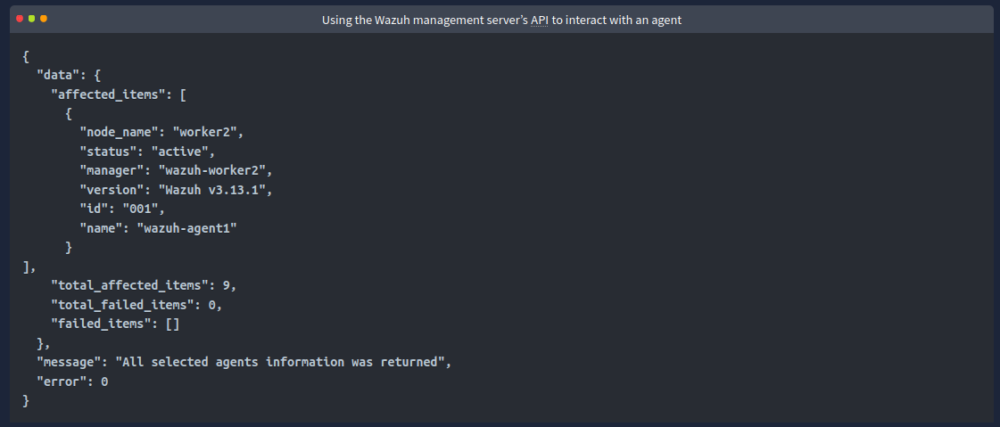 Using the Wazuh management server's API to interact with an agent
{
  "data": {
    "affected_items": [
      {
        "node_name": "worker2",
        "status": "active",
        "manager": "wazuh-worker2",
        "version": "Wazuh v3.13.1",
        "id": "001",
        "name": "wazuh-agent1"
      }
],
    "total_affected_items": 9,
    "total_failed_items": 0,
    "failed_items": []
  },
  "message": "All selected agents information was returned",
  "error": 0
}